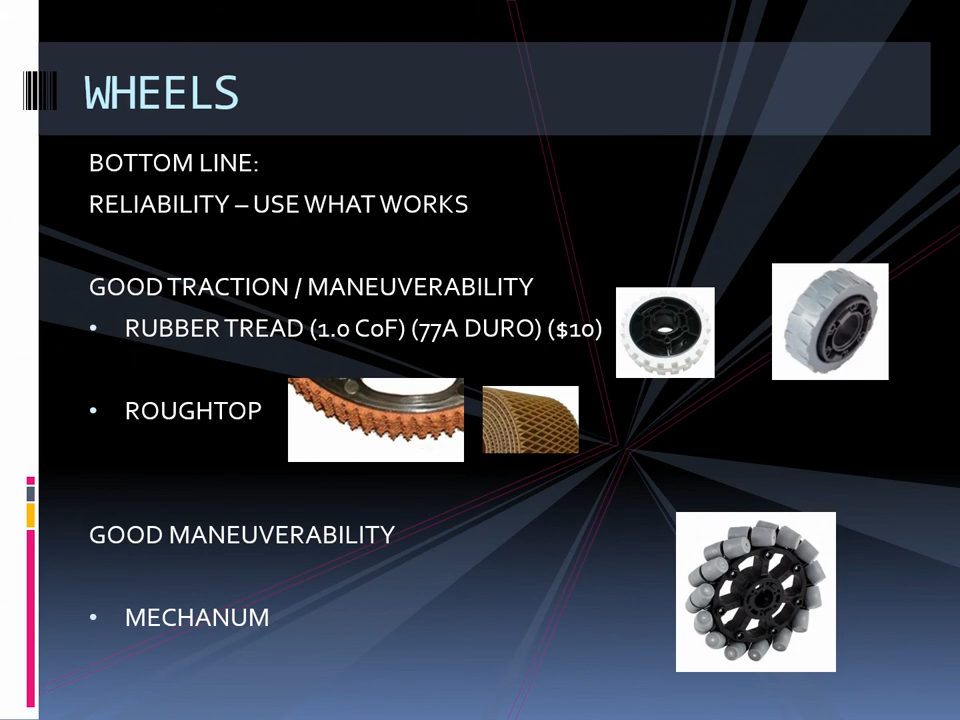 WHEELS
BOTTOM LINE:
RELIABILITY – USE WHAT WORKS
GOOD TRACTION / MANEUVERABILITY
• RUBBER TREAD (1.0 C0F) (77A DURO) ($10)
• ROUGHTOP
GOOD MANEUVERABILITY
• MECHANUM